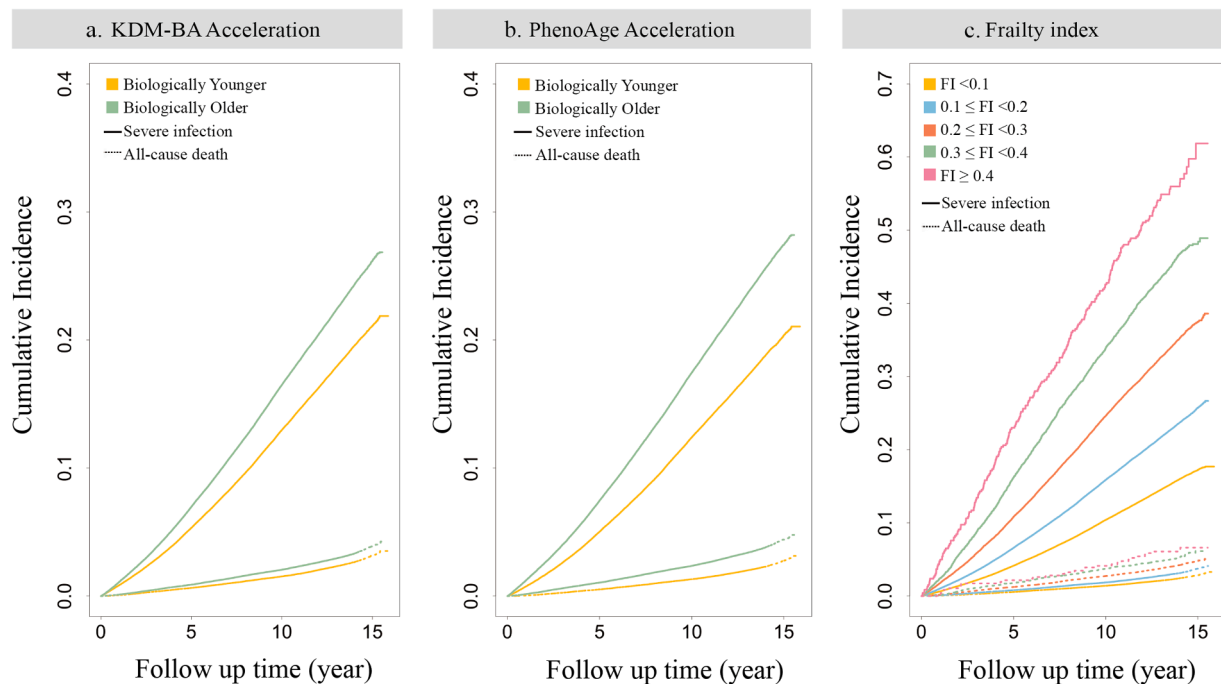 a. KDM-BA Acceleration
Cumulative Incidence
0.4
0.3
0.2
0.1
0.0
Biologically Younger
Biologically Older
Severe infection
All-cause death
0 5 10 15
Follow up time (year)
b. PhenoAge Acceleration
Cumulative Incidence
0.4
0.3
0.2
0.1
0.0
Biologically Younger
Biologically Older
Severe infection
All-cause death
0 5 10 15
Follow up time (year)
c. Frailty index
Cumulative Incidence
0.7
0.6
0.5
0.4
0.3
0.2
0.1
0.0
FI <0.1
0.1 ≤ FI <0.2
0.2 ≤ FI <0.3
0.3 ≤ FI <0.4
FI ≥ 0.4
Severe infection
All-cause death
0 5 10 15
Follow up time (year)